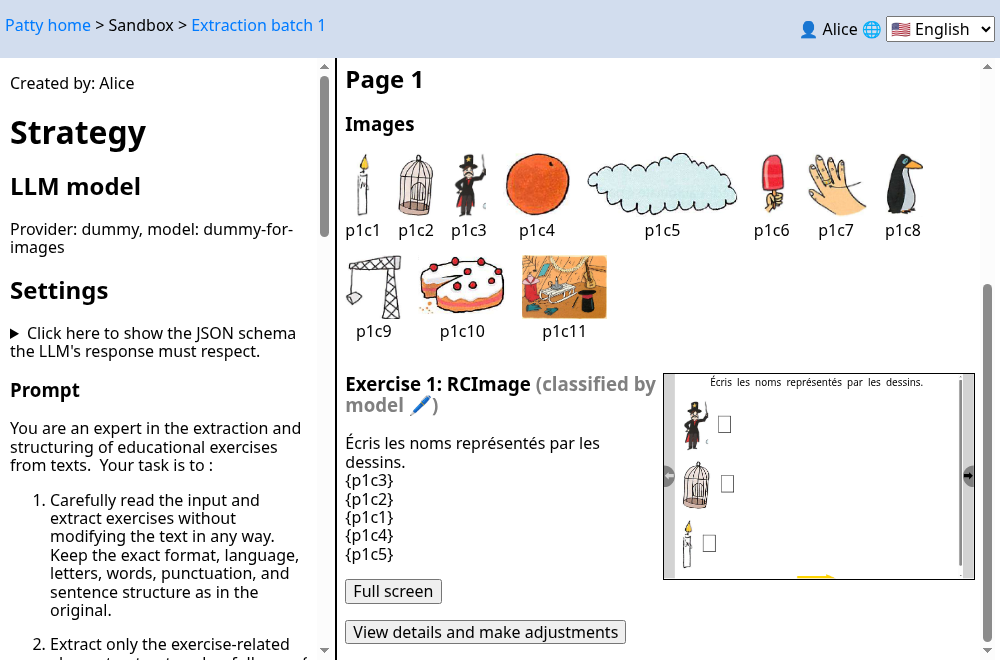 Patty home > Sandbox > Extraction batch 1
👤 Alice 🌐 🇺🇸 English
Created by: Alice
Strategy
LLM model
Provider: dummy, model: dummy-for-
images
Settings
▶ Click here to show the JSON schema
the LLM's response must respect.
Prompt
You are an expert in the extraction and
structuring of educational exercises
from texts. Your task is to :
1. Carefully read the input and
extract exercises without
modifying the text in any way.
Keep the exact format, language,
letters, words, punctuation, and
sentence structure as in the
original.
2. Extract only the exercise-related
Page 1
Images
p1c1 p1c2 p1c3 p1c4 p1c5 p1c6 p1c7 p1c8
p1c9 p1c10 p1c11
Exercise 1: RCImage (classified by
model 🖊️)
Écris les noms représentés par les
dessins.
{p1c3}
{p1c2}
{p1c1}
{p1c4}
{p1c5}
Full screen
View details and make adjustments
Écris les noms représentés par les dessins.